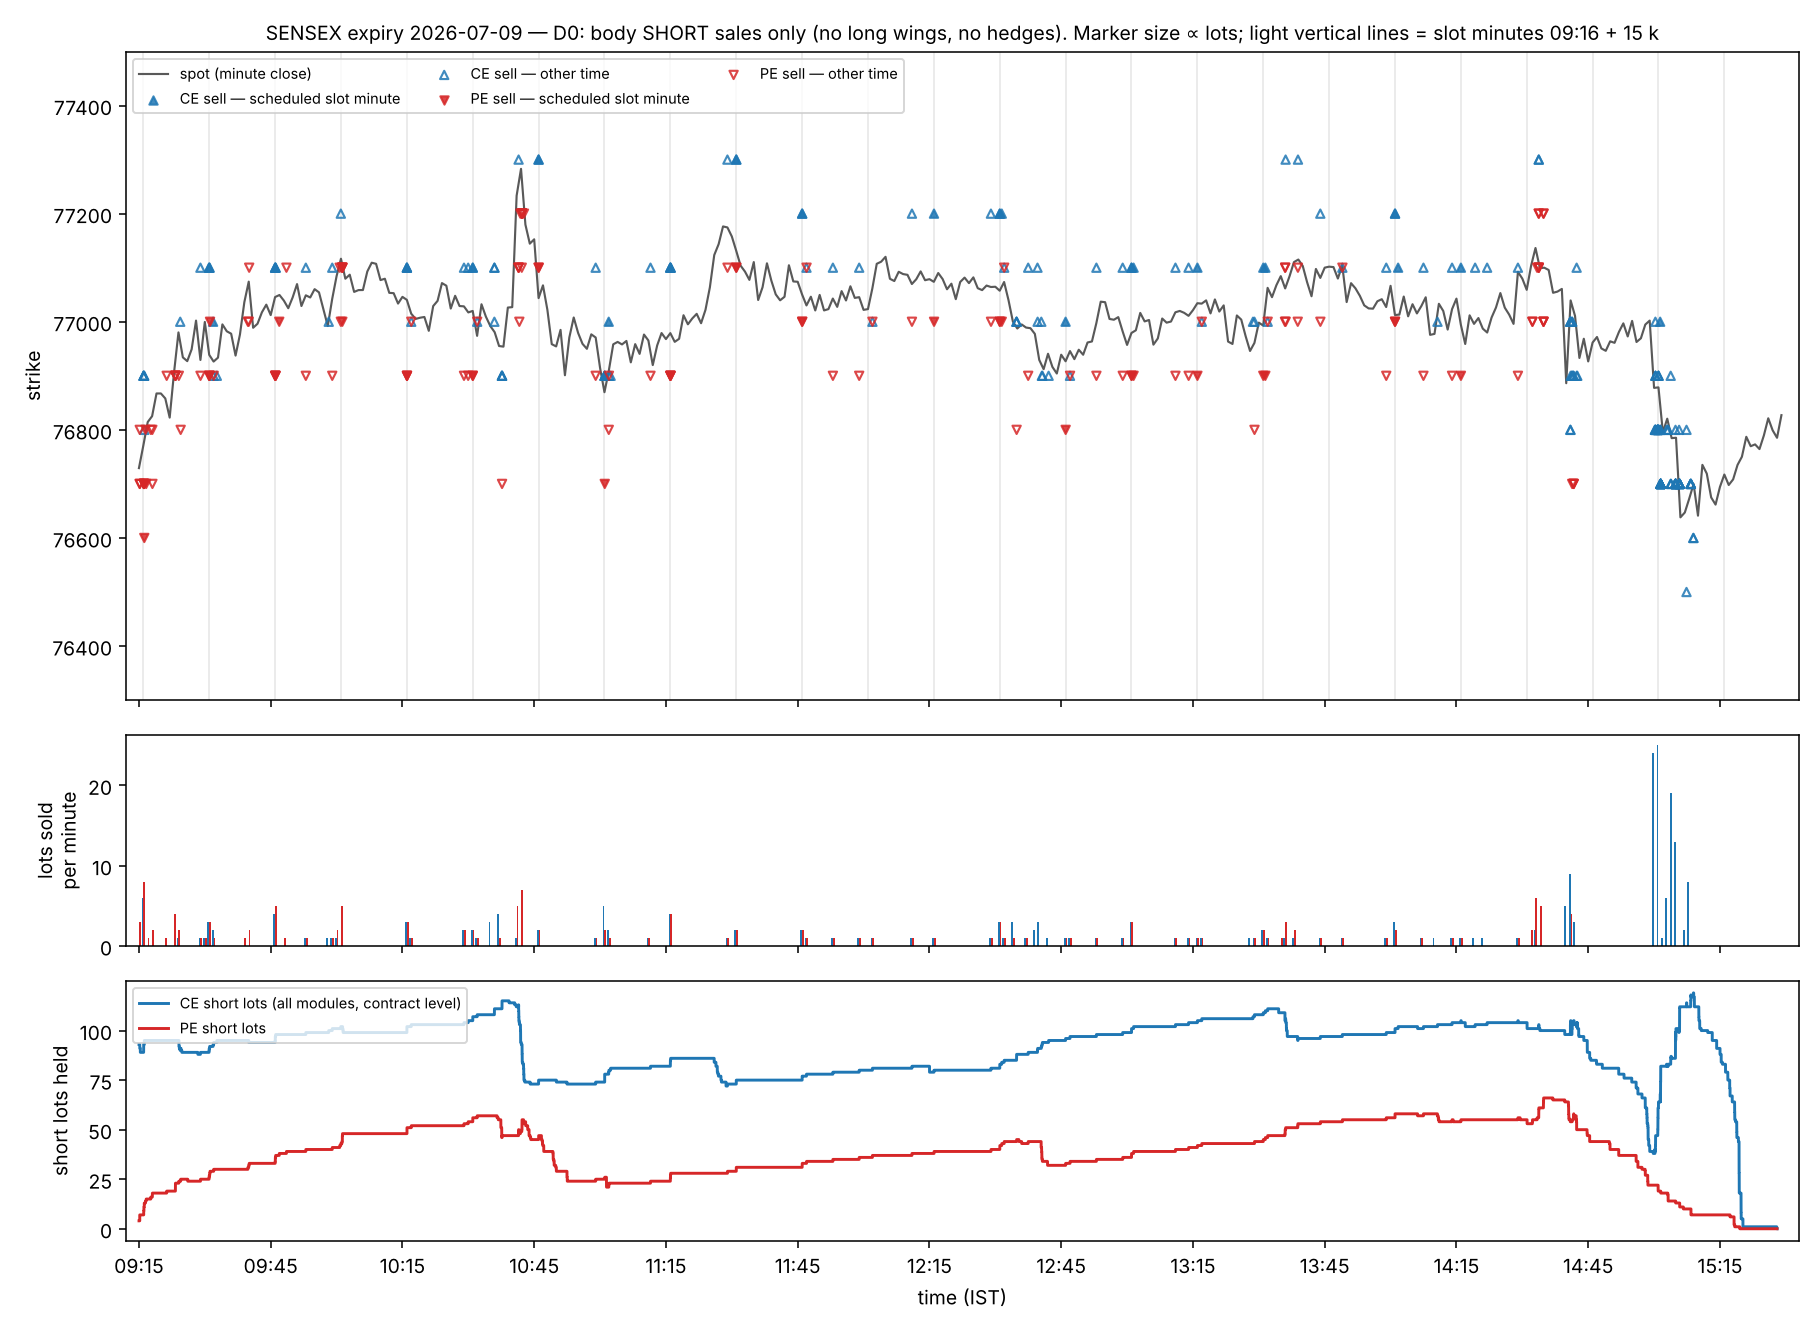 SENSEX expiry 2026-07-09 — D0: body SHORT sales only (no long wings, no hedges). Marker size ∝ lots; light vertical lines = slot minutes 09:16 + 15 k
spot (minute close)
CE sell — scheduled slot minute
CE sell — other time
PE sell — scheduled slot minute
PE sell — other time
strike
77400
77200
77000
76800
76600
76400
lots sold
per minute
20
10
0
CE short lots (all modules, contract level)
PE short lots
short lots held
100
75
50
25
0
09:15 09:45 10:15 10:45 11:15 11:45 12:15 12:45 13:15 13:45 14:15 14:45 15:15
time (IST)